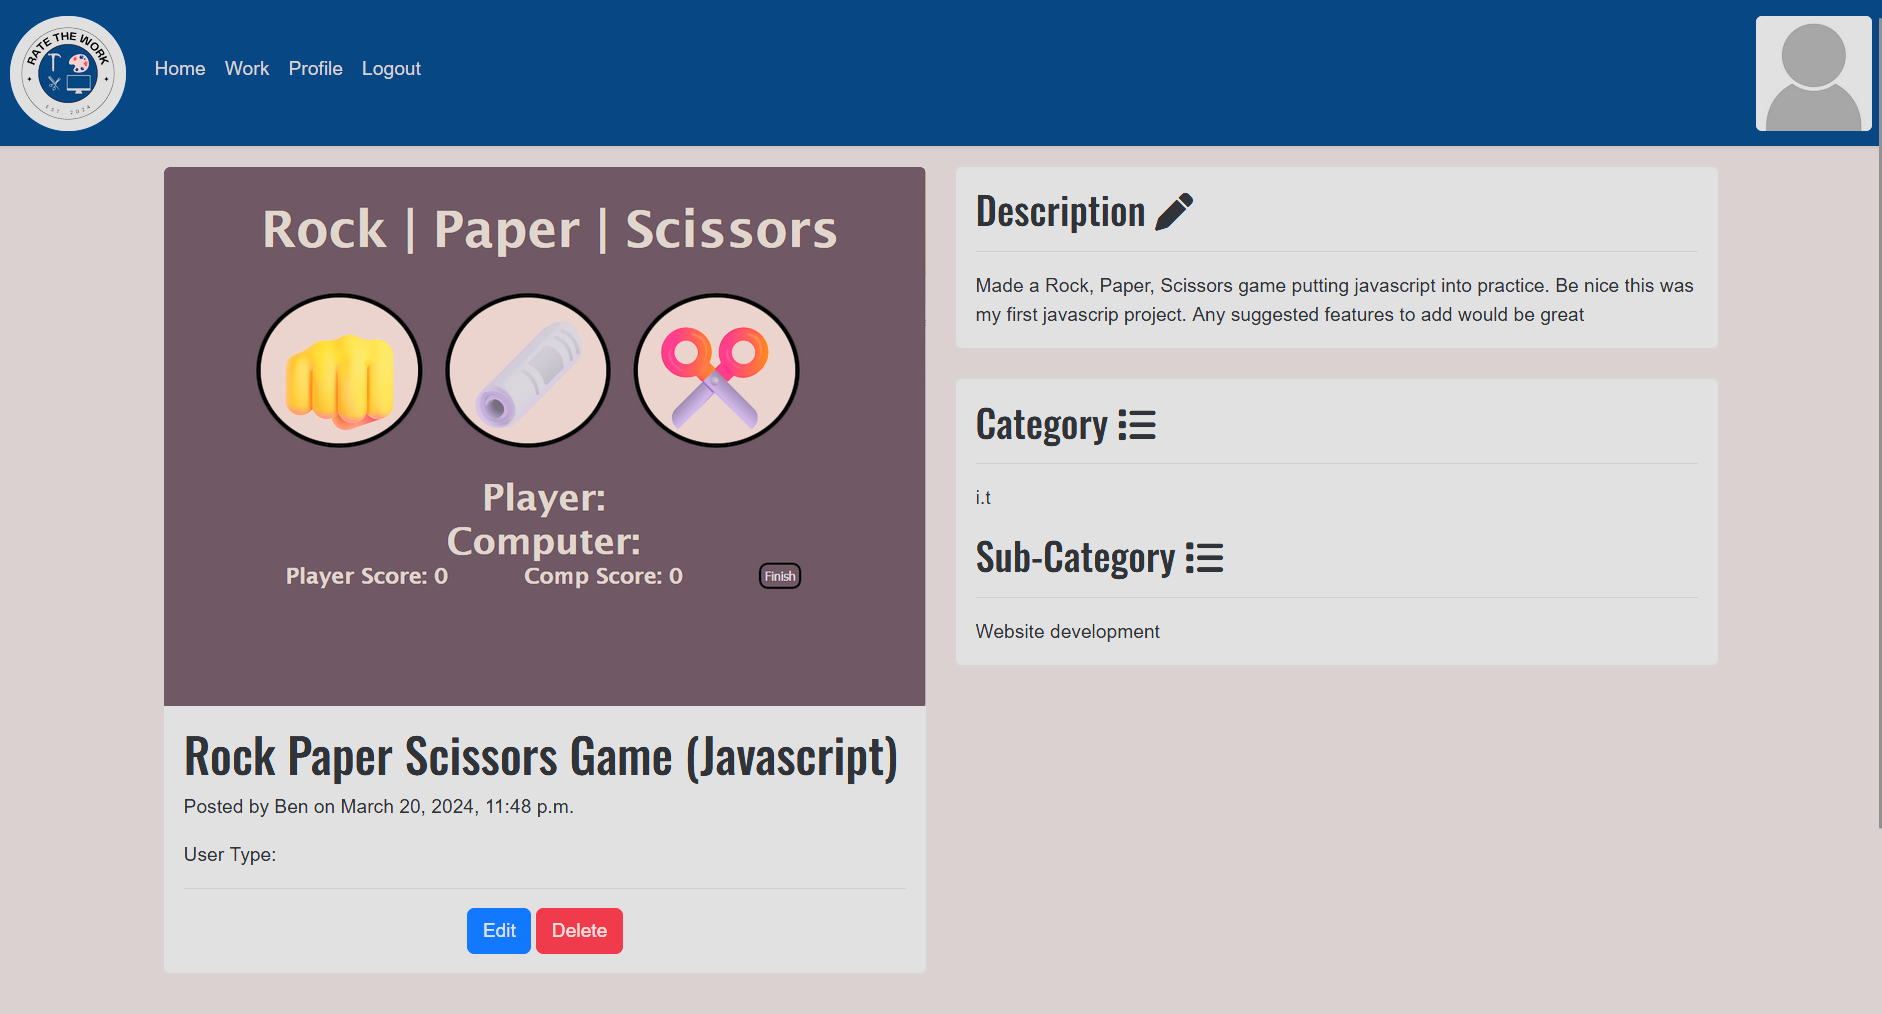 RATE THE WORK
EST. 2024
Home Work Profile Logout
Rock | Paper | Scissors
Player:
Computer:
Player Score: 0 Comp Score: 0 Finish
Rock Paper Scissors Game (Javascript)
Posted by Ben on March 20, 2024, 11:48 p.m.
User Type:
Edit Delete
Description
Made a Rock, Paper, Scissors game putting javascript into practice. Be nice this was
my first javascrip project. Any suggested features to add would be great
Category
i.t
Sub-Category
Website development